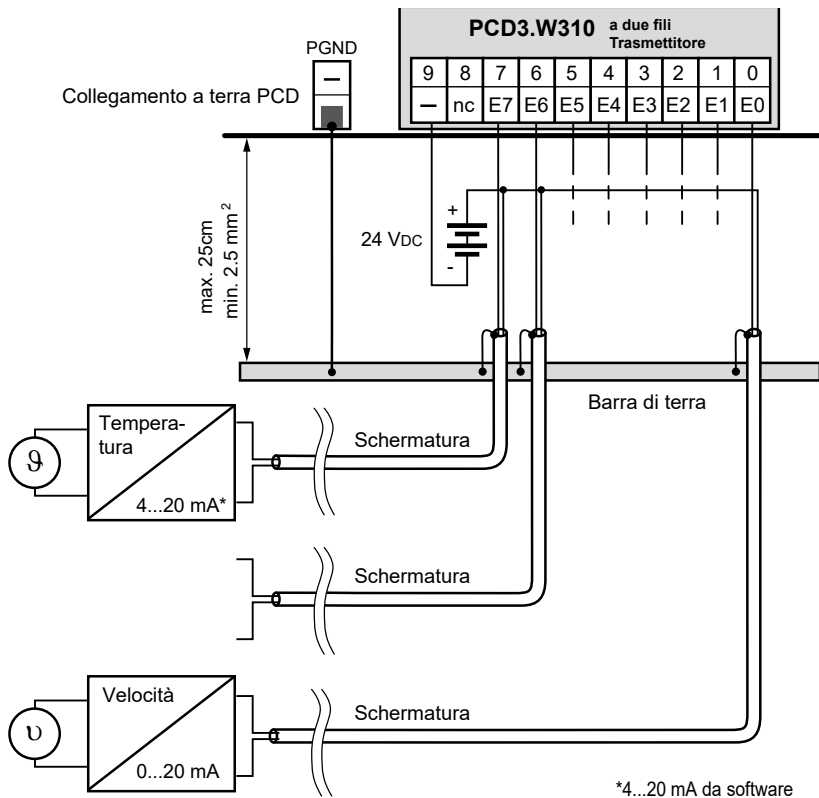 PCD3.W310 a due fili
Trasmettitore
PGND
–
Collegamento a terra PCD
9 8 7 6 5 4 3 2 1 0
– nc E7 E6 E5 E4 E3 E2 E1 E0
max. 25cm
min. 2.5 mm²
24 VDC
+
-
Barra di terra
Tempera-
tura
4...20 mA*
ϑ
Schermatura
Schermatura
Velocità
0...20 mA
υ
Schermatura
*4...20 mA da software